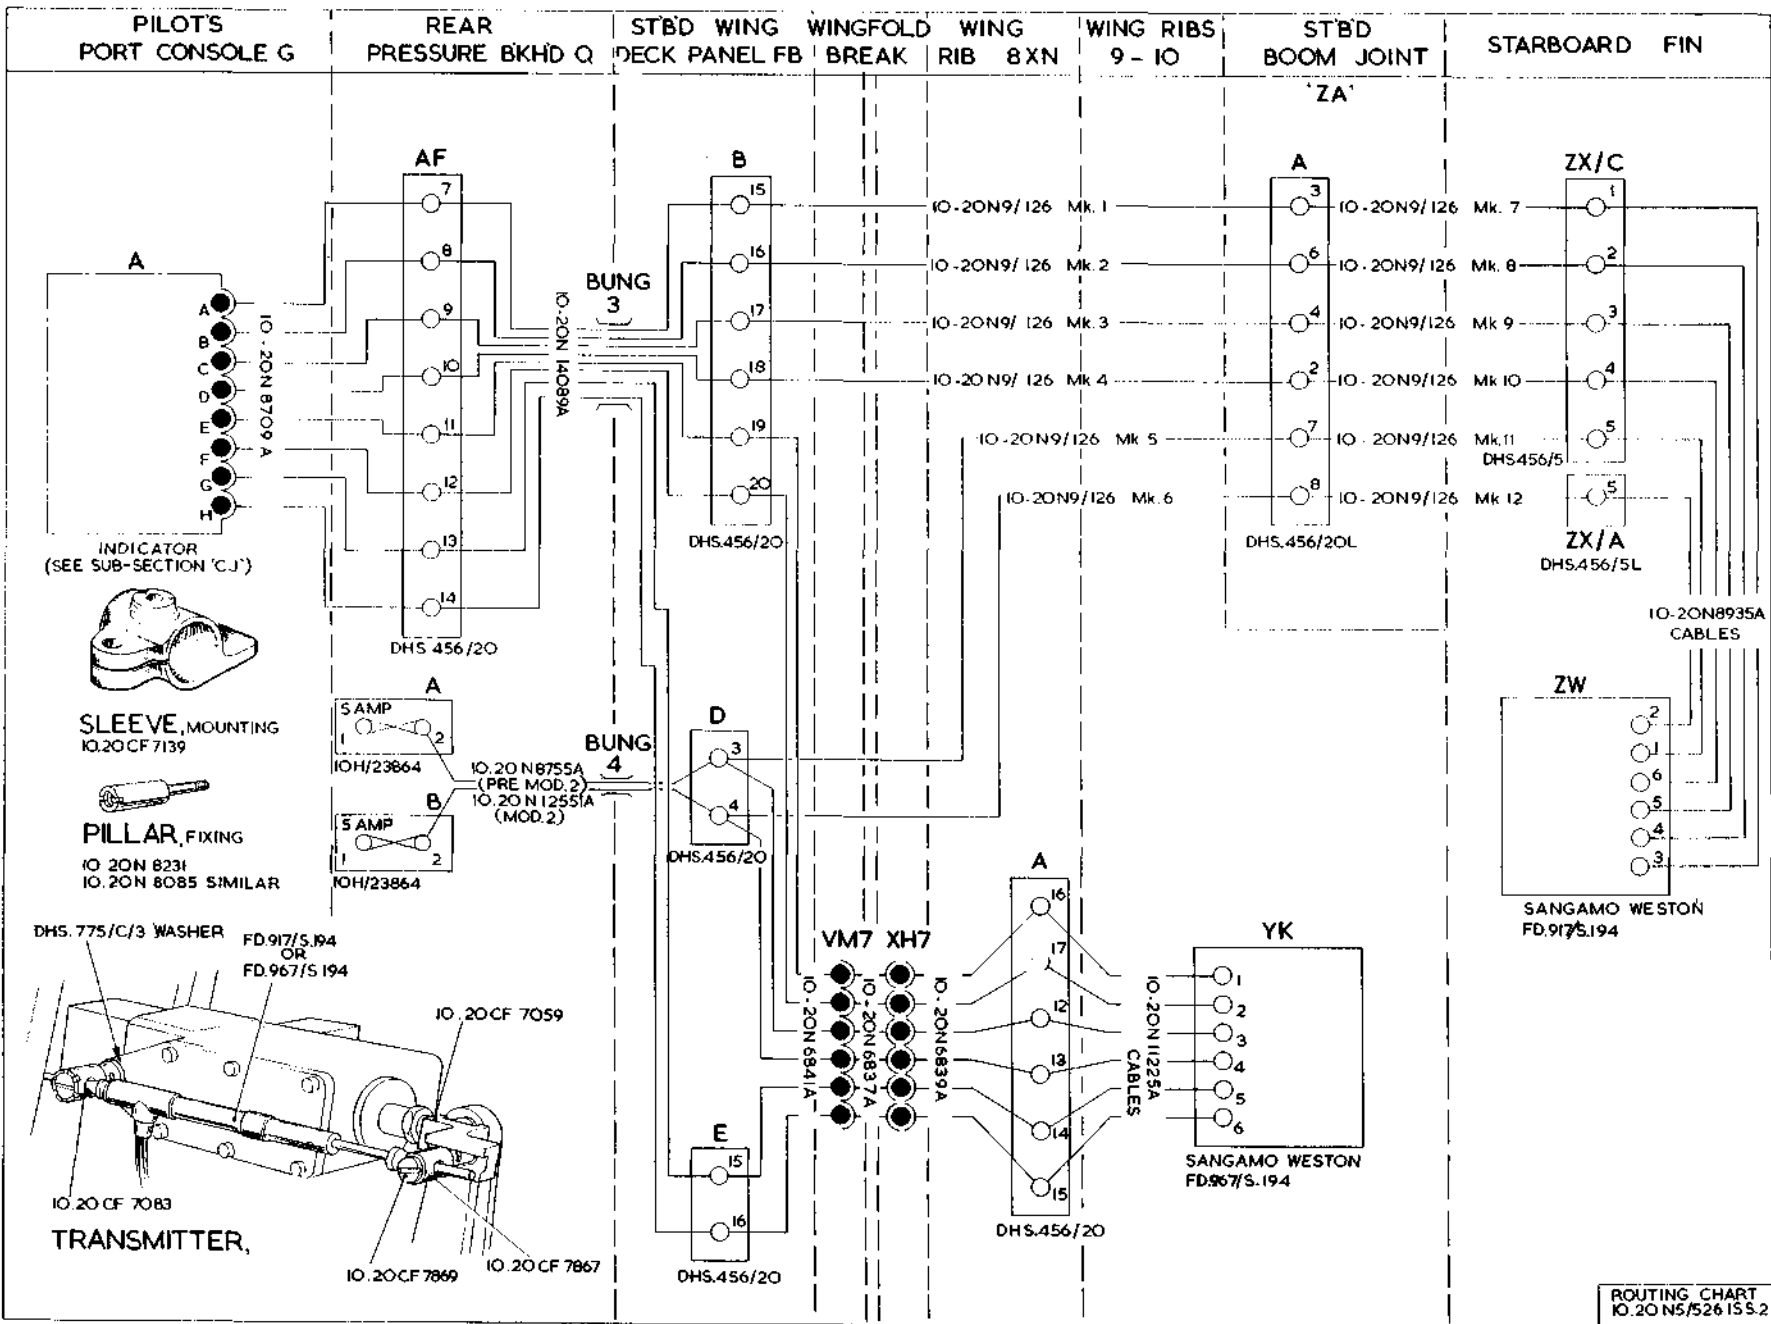 PILOT'S
PORT CONSOLE G
REAR
PRESSURE BKHD Q
STBD WING
DECK PANEL FB
WINGFOLD
BREAK
WING
RIB 8XN
WING RIBS
9-10
STBD
BOOM JOINT
STARBOARD FIN
'ZA'
A
A
B
C
D
E
F
G
H
10-20N8709A
INDICATOR
(SEE SUB-SECTION 'CJ')
SLEEVE, MOUNTING
10.20CF 7139
PILLAR, FIXING
10.20N 8231
10.20N 8085 SIMILAR
DHS.775/C/3 WASHER
FD.917/S.194
OR
FD.967/S.194
10.20CF 7059
10.20 CF 7083
TRANSMITTER,
10.20CF 7869
10.20 CF 7867
AF
7
8
9
10
11
12
13
14
DHS 456/20
10-20N 14089A
BUNG
3
A
5 AMP
1
2
10H/23864
B
5 AMP
1
2
10H/23864
10.20 N8755A
(PRE MOD.2)
10.20 N12551A
(MOD.2)
BUNG
4
B
15
16
17
18
19
20
DHS.456/20
D
3
4
DHS.456/20
E
15
16
DHS.456/20
VM7 XH7
10-20N6841A
10-20N6837A
10-20N6839A
10-20N9/126 Mk.1
10-20N9/126 Mk.2
10-20N9/126 Mk.3
10-20N9/126 Mk 4
10-20N9/126 Mk 5
10-20N9/126 Mk.6
A
16
17
12
13
14
15
DHS.456/20
10-20N11225A
CABLES
YK
1
2
3
4
5
6
SANGAMO WESTON
FD.967/S.194
A
3
6
4
2
7
8
DHS.456/20L
10-20N9/126 Mk. 7
10-20N9/126 Mk. 8
10-20N9/126 Mk 9
10-20N9/126 Mk 10
10-20N9/126 Mk.11
10-20N9/126 Mk 12
ZX/C
1
2
3
4
5
DHS456/5
5
ZX/A
DHS.456/5L
10-20N8935A
CABLES
ZW
2
1
6
5
4
3
SANGAMO WESTON
FD.917/S.194
ROUTING CHART
10.20 NS/526 ISS.2